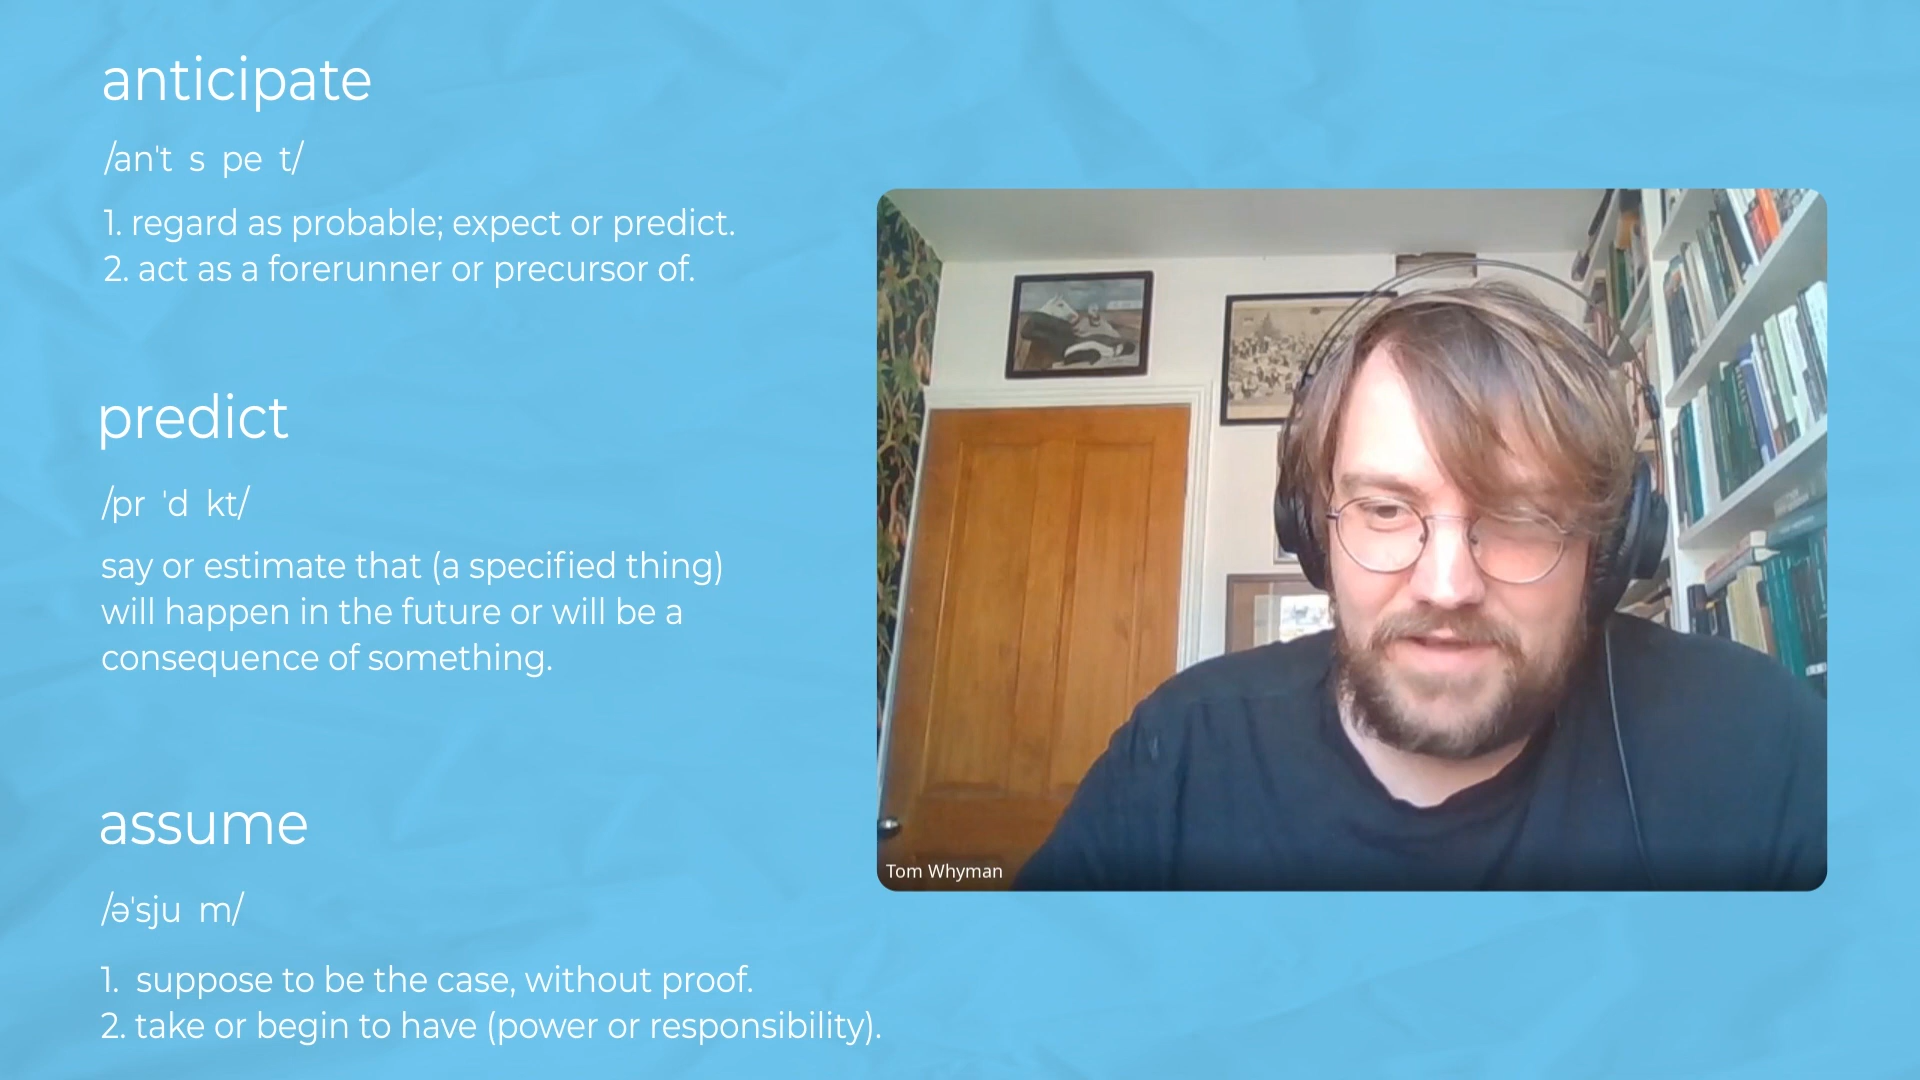 anticipate
/an't s pe t/
1. regard as probable; expect or predict.
2. act as a forerunner or precursor of.
predict
/pr 'd kt/
say or estimate that (a specified thing)
will happen in the future or will be a
consequence of something.
assume
/ə'sju m/
1. suppose to be the case, without proof.
2. take or begin to have (power or responsibility).
Tom Whyman